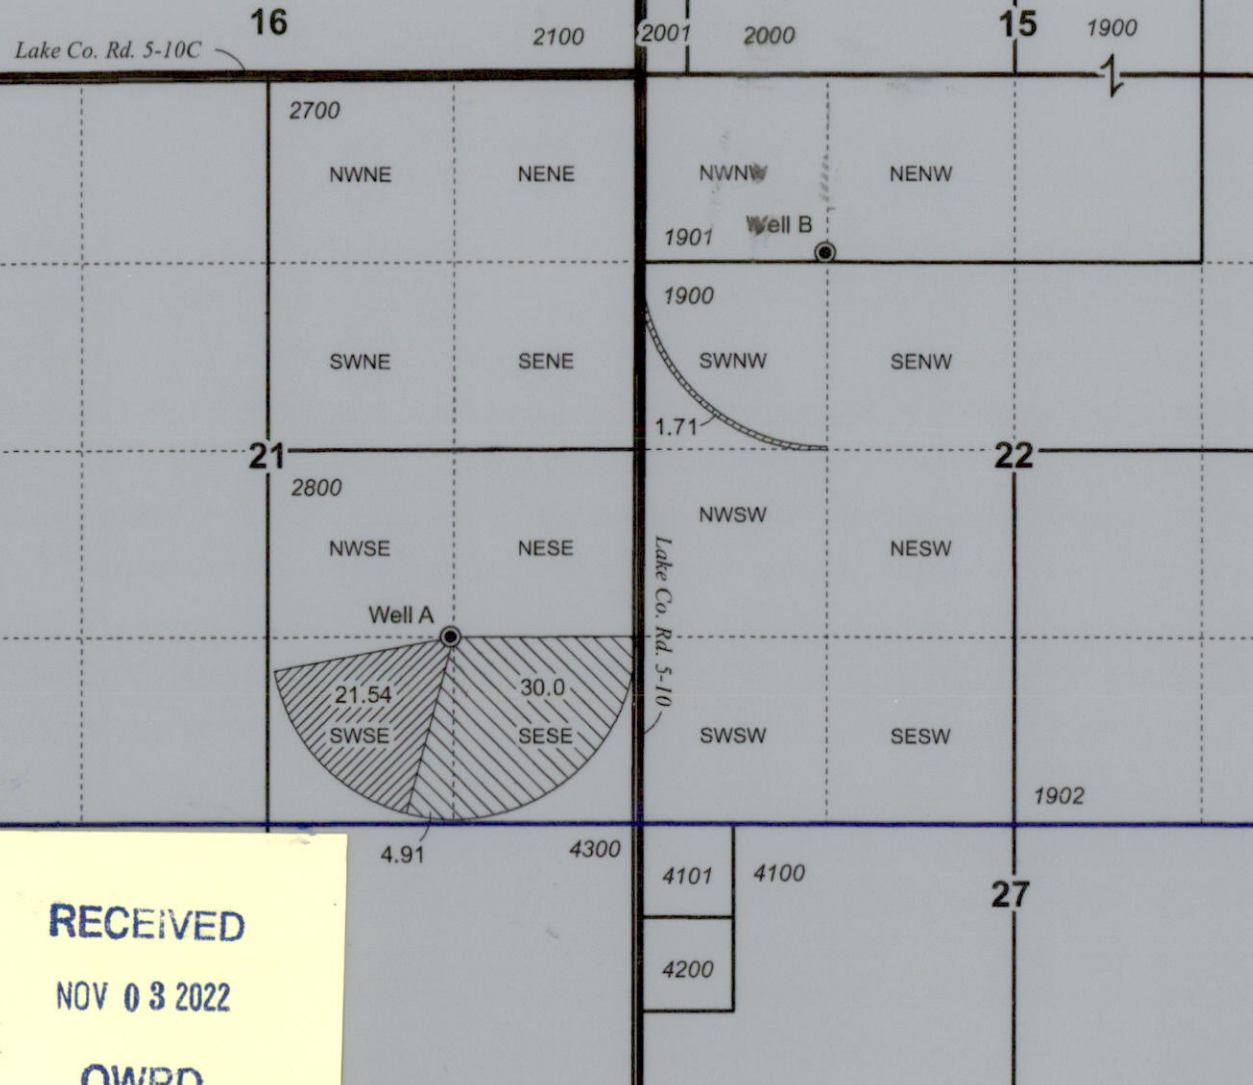 16
2100
2001
2000
15
1900
Lake Co. Rd. 5-10C
2700
NWNE
NENE
NWNW
NENW
1901
Well B
1900
SWNE
SENE
SWNW
SENW
1.71
21
22
2800
NWSE
NESE
NWSW
NESW
Lake Co. Rd. 5-10
Well A
21.54
30.0
SWSE
SESE
SWSW
SESW
1902
4.91
4300
4101
4100
27
4200
RECEIVED
NOV 03 2022
OWRD